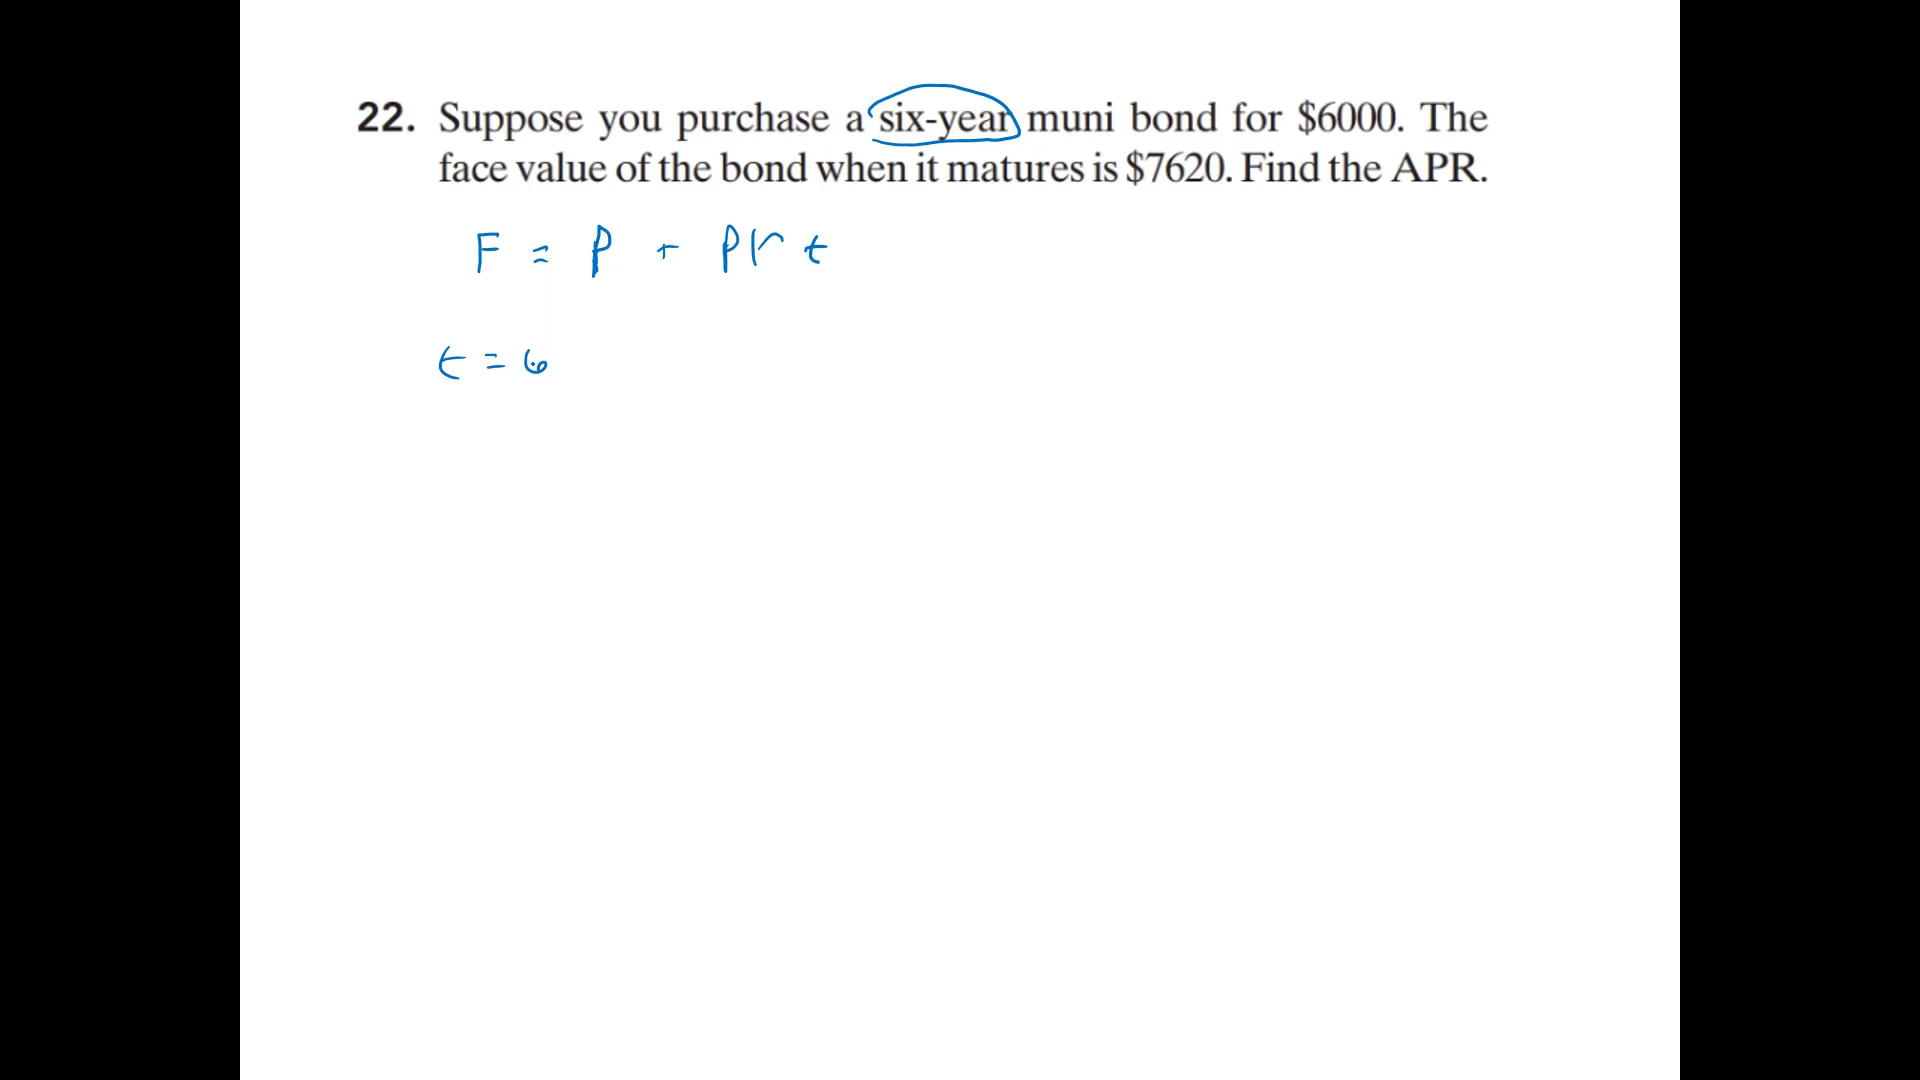 22. Suppose you purchase a six-year muni bond for $6000. The
face value of the bond when it matures is $7620. Find the APR.
F = P + Prt
t = 6